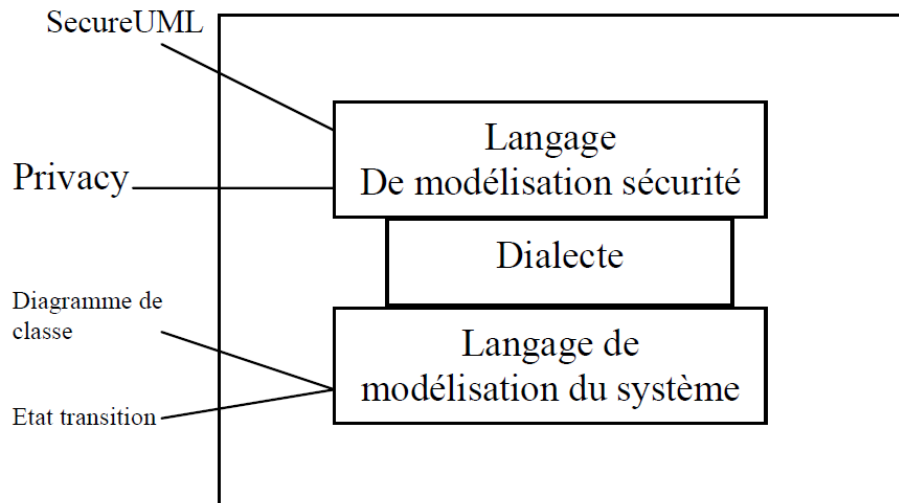 SecureUML
Langage
De modélisation sécurité
Privacy
Dialecte
Diagramme de
classe
Langage de
modélisation du système
Etat transition